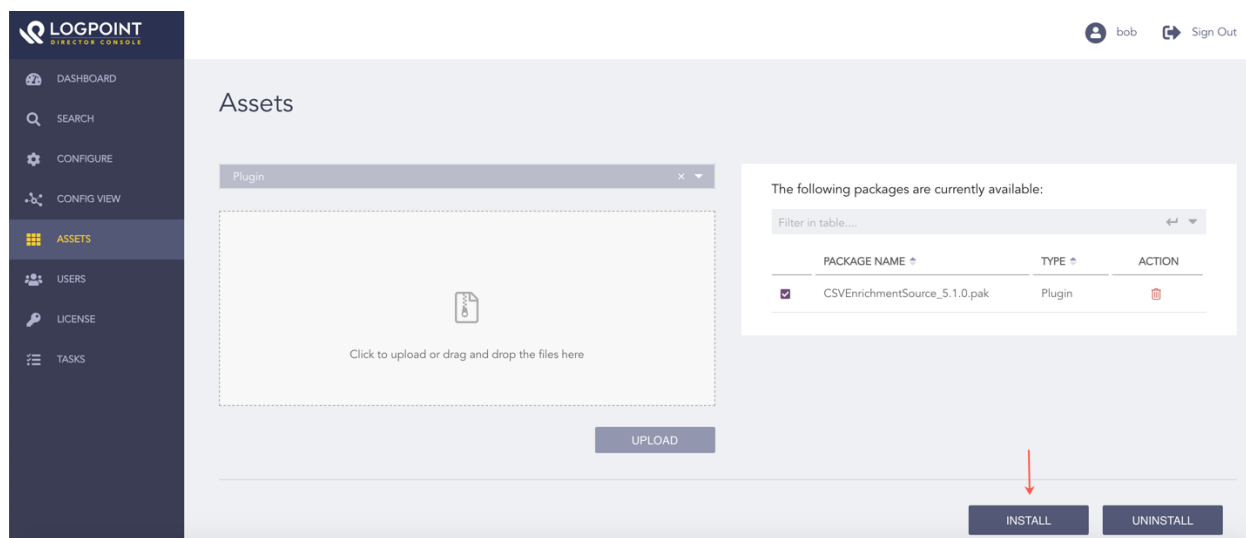 LOGPOINT
DIRECTOR CONSOLE
bob Sign Out
DASHBOARD
SEARCH
CONFIGURE
CONFIG VIEW
ASSETS
USERS
LICENSE
TASKS
Assets
Plugin
Click to upload or drag and drop the files here
UPLOAD
The following packages are currently available:
Filter in table....
PACKAGE NAME TYPE ACTION
CSVEnrichmentSource_5.1.0.pak Plugin
INSTALL UNINSTALL